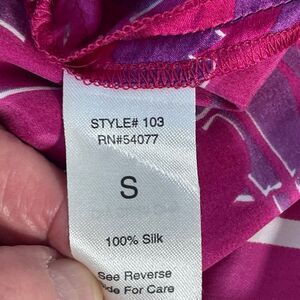 STYLE# 103
RN#54077
S
100% Silk
See Reverse
Side For Care